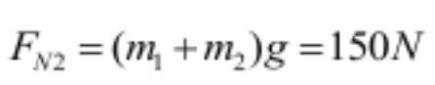 F_{N2} = (m_1 + m_2)g = 150N